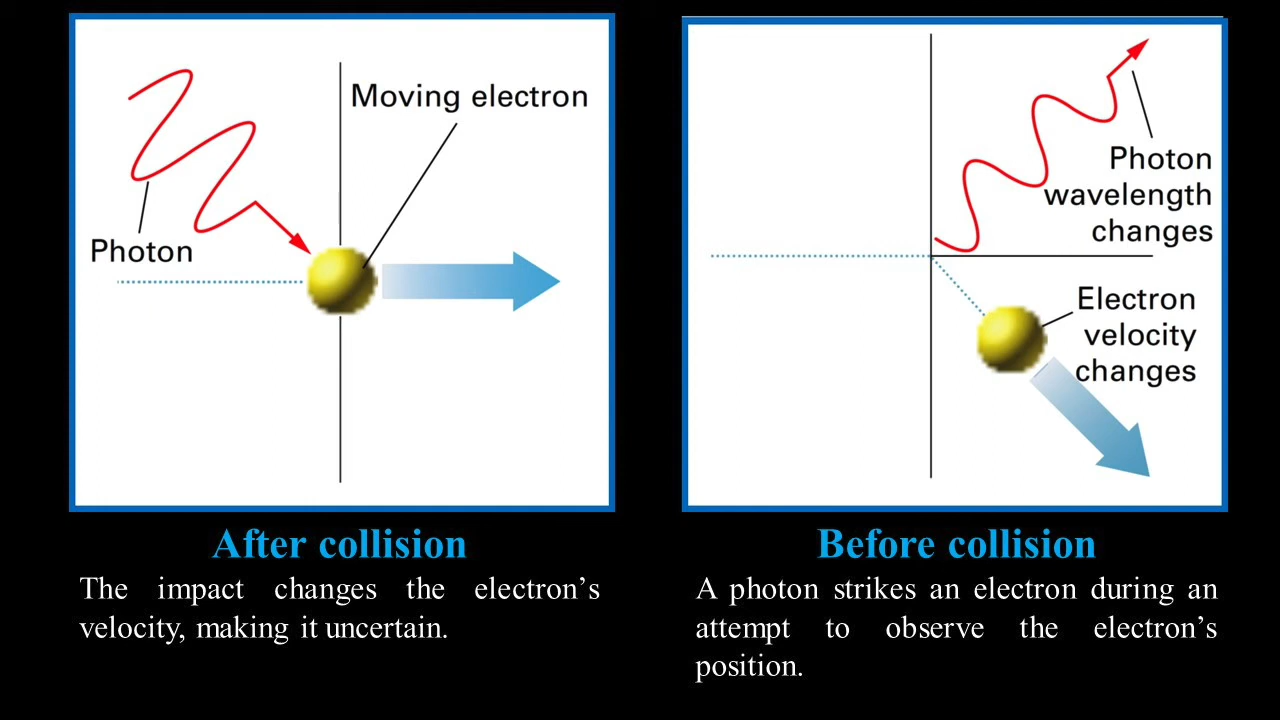 Moving electron
Photon
After collision
The impact changes the electron’s
velocity, making it uncertain.
Photon
wavelength
changes
Electron
velocity
changes
Before collision
A photon strikes an electron during an
attempt to observe the electron’s
position.